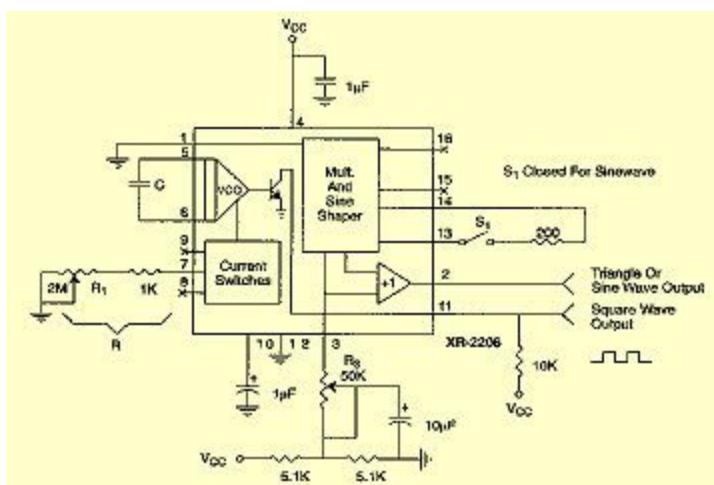 VCC
1µF
4
1
16
5
Mult.
And
Sine
Shaper
15
S1 Closed For Sinewave
C
VCO
14
6
13
S1
200
9
7
8
Current
Switches
2M
R1
1K
R
+1
2
Triangle Or
Sine Wave Output
11
Square Wave
Output
10
12
3
XR-2206
1µF
R3
50K
10K
VCC
10µF
VCC
5.1K
5.1K